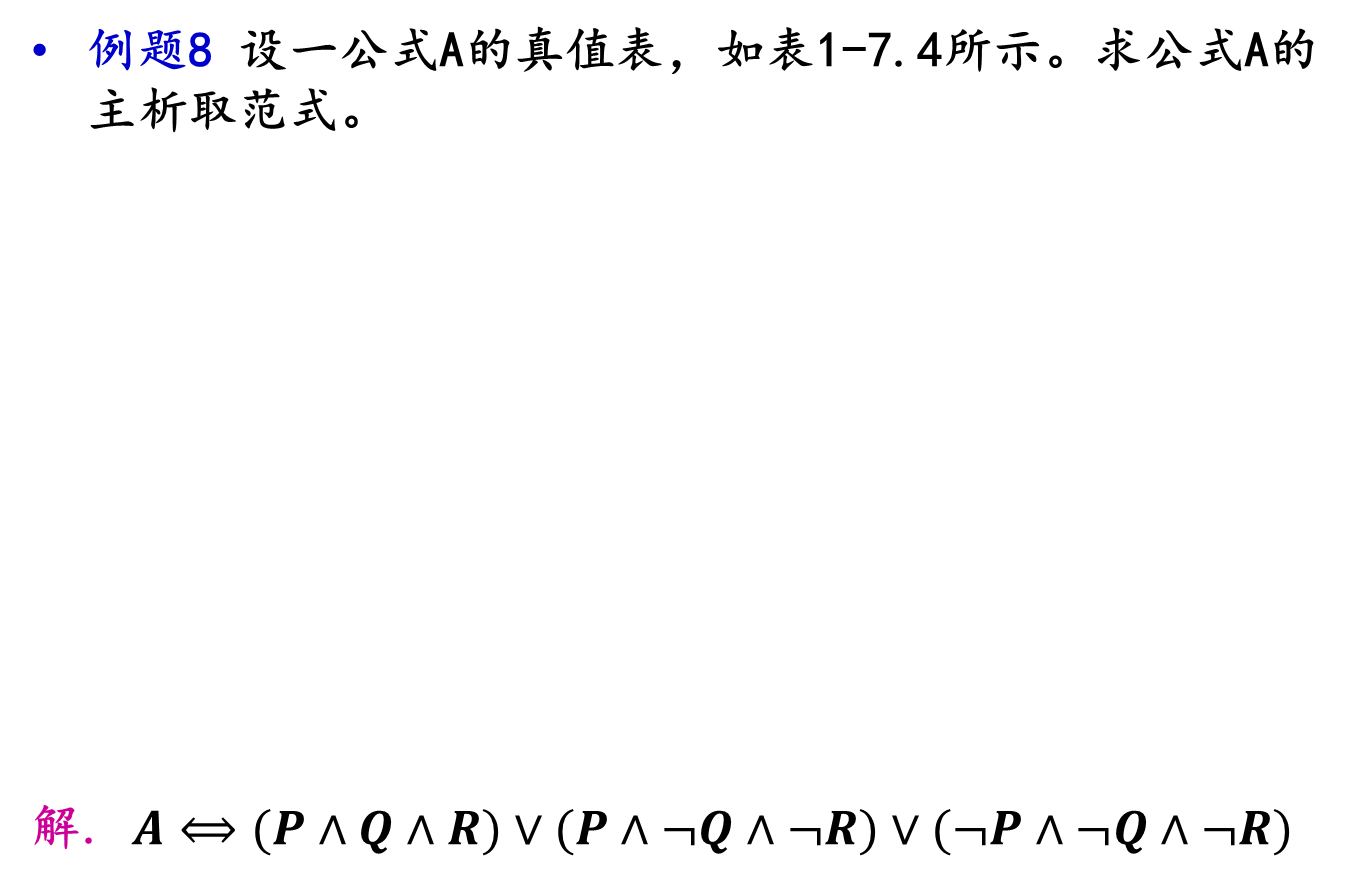 • 例题8 设一公式A的真值表，如表1-7.4所示。求公式A的
主析取范式。
解. A ⟺ (P ∧ Q ∧ R) ∨ (P ∧ ¬Q ∧ ¬R) ∨ (¬P ∧ ¬Q ∧ ¬R)